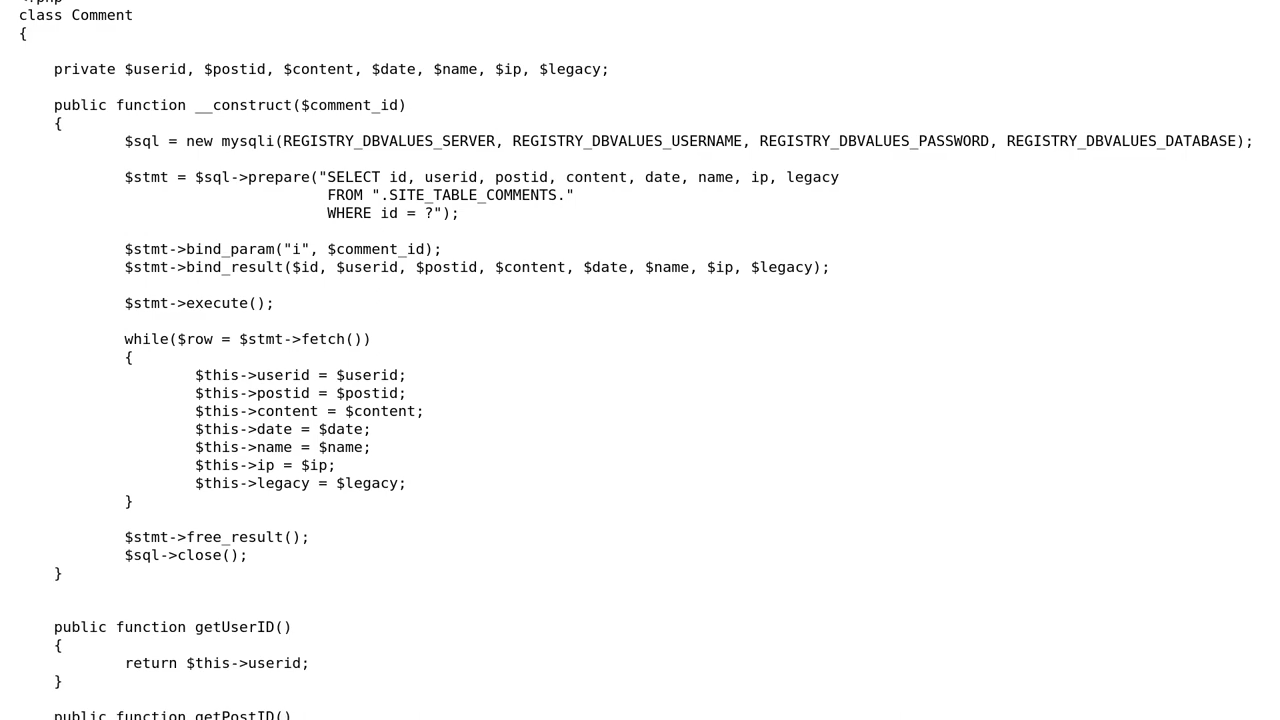 class Comment
{
private $userid, $postid, $content, $date, $name, $ip, $legacy;
public function __construct($comment_id)
{
$sql = new mysqli(REGISTRY_DBVALUES_SERVER, REGISTRY_DBVALUES_USERNAME, REGISTRY_DBVALUES_PASSWORD, REGISTRY_DBVALUES_DATABASE);
$stmt = $sql->prepare("SELECT id, userid, postid, content, date, name, ip, legacy
FROM ".SITE_TABLE_COMMENTS."
WHERE id = ?");
$stmt->bind_param("i", $comment_id);
$stmt->bind_result($id, $userid, $postid, $content, $date, $name, $ip, $legacy);
$stmt->execute();
while($row = $stmt->fetch())
{
$this->userid = $userid;
$this->postid = $postid;
$this->content = $content;
$this->date = $date;
$this->name = $name;
$this->ip = $ip;
$this->legacy = $legacy;
}
$stmt->free_result();
$sql->close();
}
public function getUserID()
{
return $this->userid;
}
public function getPostID()